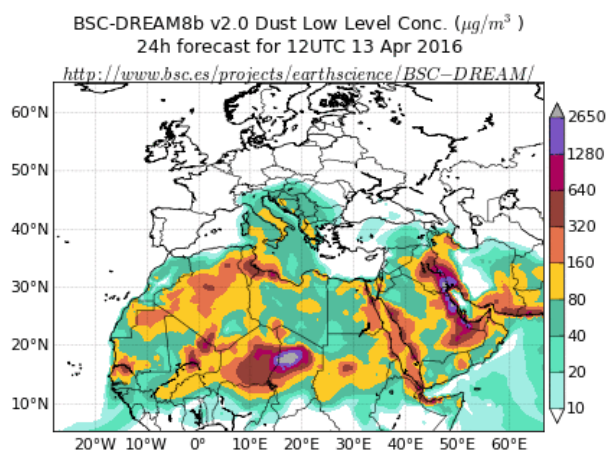 BSC-DREAM8b v2.0 Dust Low Level Conc. (μg/m³ )
24h forecast for 12UTC 13 Apr 2016
http://www.bsc.es/projects/earthscience/BSC−DREAM/
60°N
50°N
40°N
30°N
20°N
10°N
20°W 10°W 0° 10°E 20°E 30°E 40°E 50°E 60°E
2650
1280
640
320
160
80
40
20
10